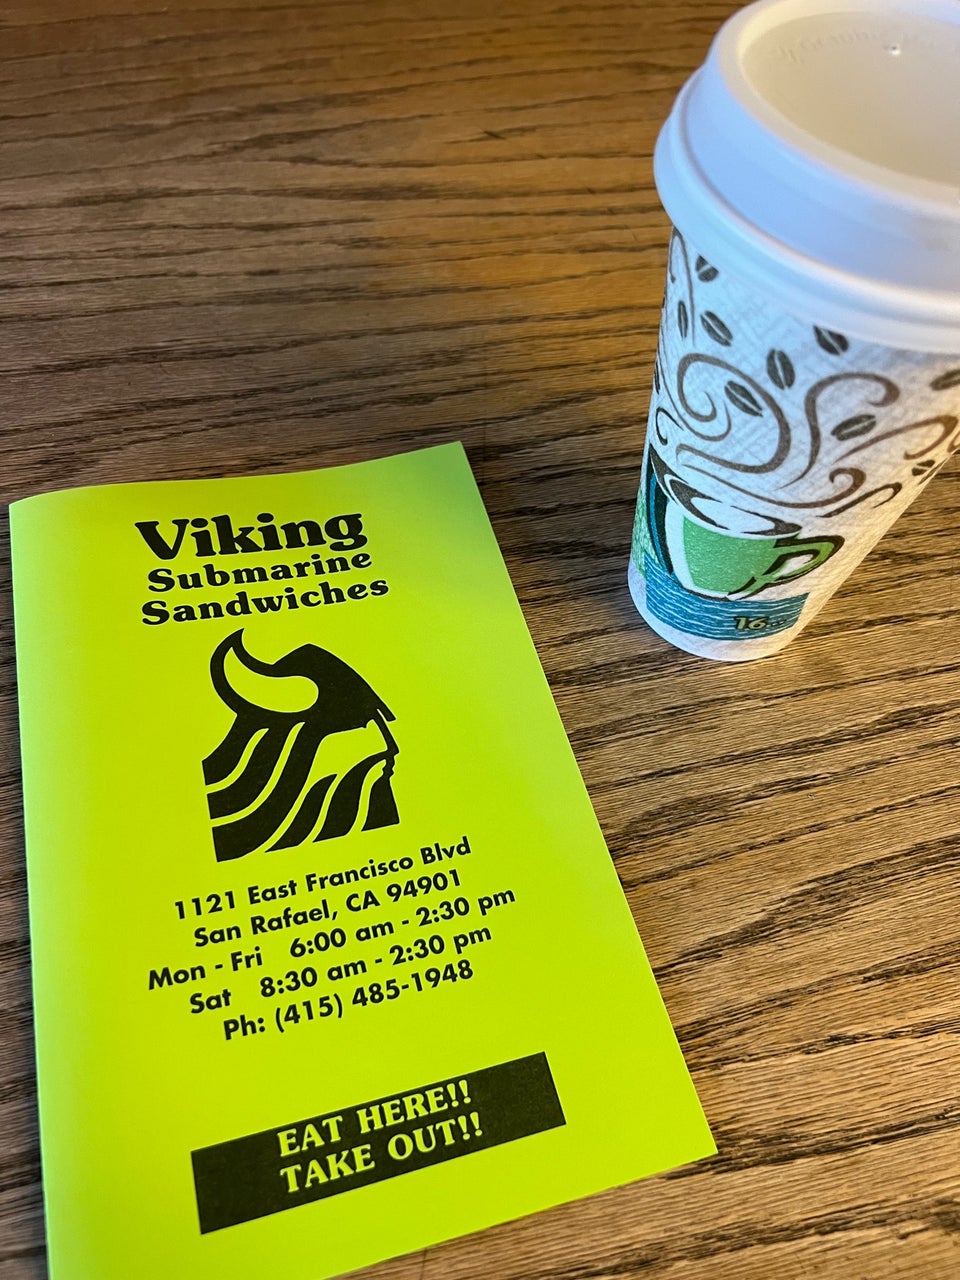 Viking
Submarine
Sandwiches
1121 East Francisco Blvd
San Rafael, CA 94901
Mon - Fri 6:00 am - 2:30 pm
Sat 8:30 am - 2:30 pm
Ph: (415) 485-1948
EAT HERE!!
TAKE OUT!!
16